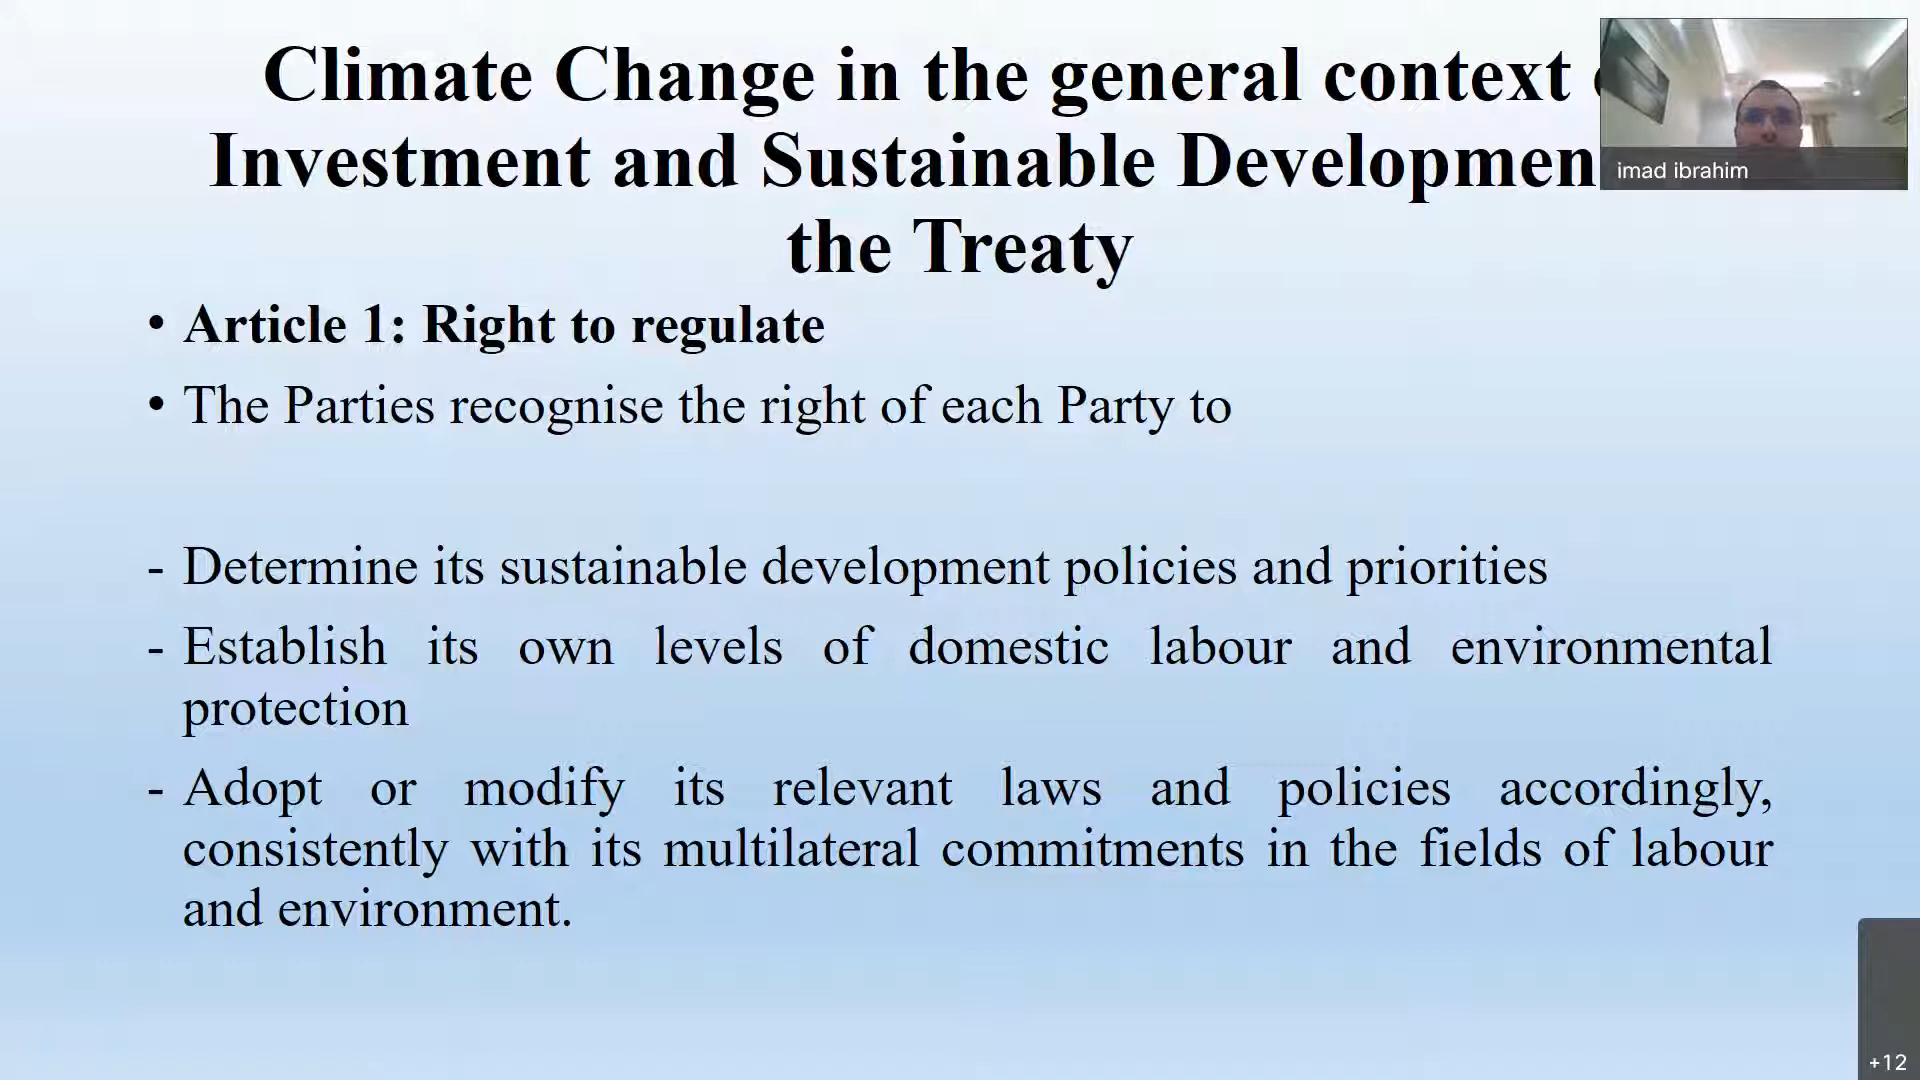 Climate Change in the general context
Investment and Sustainable Developmen
the Treaty
imad ibrahim
• Article 1: Right to regulate
• The Parties recognise the right of each Party to
- Determine its sustainable development policies and priorities
- Establish its own levels of domestic labour and environmental
protection
- Adopt or modify its relevant laws and policies accordingly,
consistently with its multilateral commitments in the fields of labour
and environment.
+12